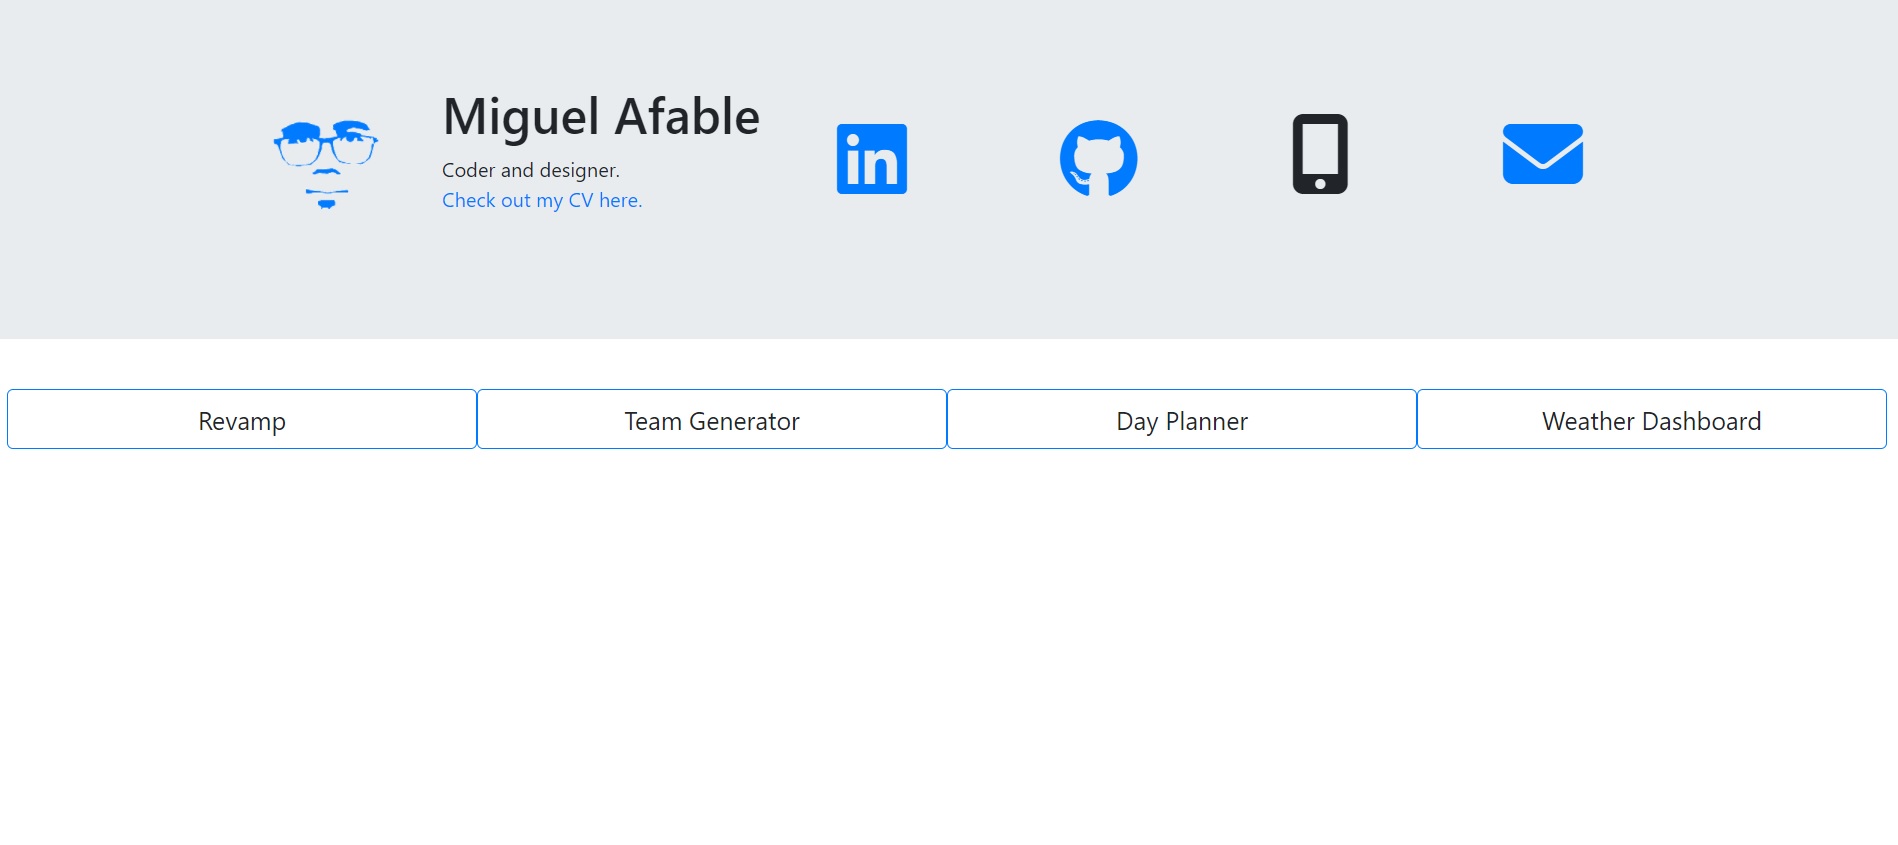 Miguel Afable
Coder and designer.
Check out my CV here.
in
Revamp
Team Generator
Day Planner
Weather Dashboard